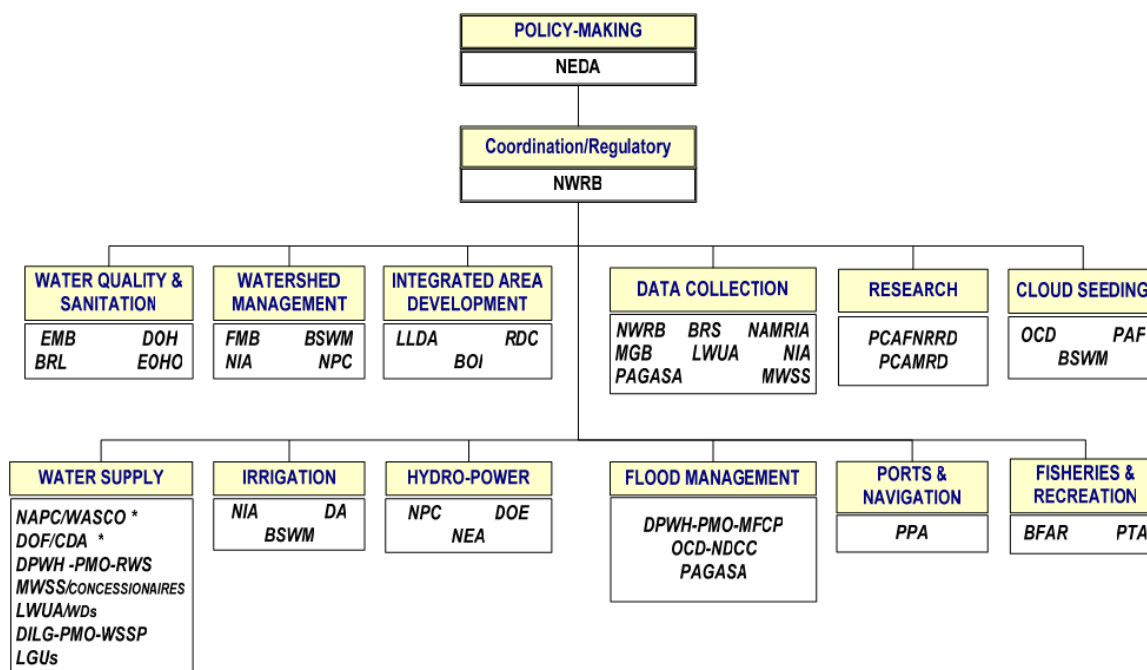 POLICY-MAKING
NEDA
Coordination/Regulatory
NWRB
WATER QUALITY &
SANITATION
EMB DOH
BRL EOHO
WATERSHED
MANAGEMENT
FMB BSWM
NIA NPC
INTEGRATED AREA
DEVELOPMENT
LLDA RDC
BOI
DATA COLLECTION
NWRB BRS NAMRIA
MGB LWUA NIA
PAGASA MWSS
RESEARCH
PCAFNRRD
PCAMRD
CLOUD SEEDING
OCD PAF
BSWM
WATER SUPPLY
NAPC/WASCO *
DOF/CDA *
DPWH -PMO-RWS
MWSS/CONCESSIONAIRES
LWUA/WDs
DILG-PMO-WSSP
LGUs
IRRIGATION
NIA DA
BSWM
HYDRO-POWER
NPC DOE
NEA
FLOOD MANAGEMENT
DPWH-PMO-MFCP
OCD-NDCC
PAGASA
PORTS &
NAVIGATION
PPA
FISHERIES &
RECREATION
BFAR PTA